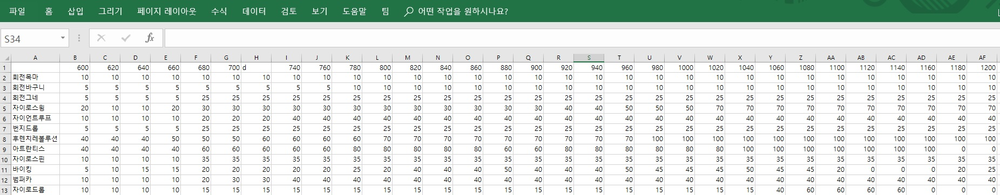 파일 홈 삽입 그리기 페이지 레이아웃 수식 데이터 검토 보기 도움말 팀 어떤 작업을 원하시나요?
S34 fx
A B C D E F G H I J K L M N O P Q R S T U V W X Y Z AA AB AC AD AE AF
1 600 620 640 660 680 700 d 740 760 780 800 820 840 860 880 900 920 940 960 980 1000 1020 1040 1060 1080 1100 1120 1140 1160 1180 1200
2 회전목마 10 10 10 10 10 10 10 10 10 10 10 10 10 10 10 10 10 10 10 10 10 10 10 10 10 10 10 10 10 10 10
3 회전바구니 5 5 5 5 5 5 5 5 5 10 10 10 10 10 10 10 10 10 10 10 10 10 10 10 10 10 10 10 10 10 10
4 회전그네 5 5 5 5 25 25 25 25 25 25 25 25 25 25 25 25 25 25 25 25 25 25 25 25 25 25 25 25 25 25 25
5 자이로스윙 20 10 10 20 30 30 30 30 30 30 30 30 30 30 30 30 40 40 50 50 50 70 70 70 70 70 70 70 70 70 70
6 자이언트루프 10 10 10 10 20 20 20 40 40 40 40 40 40 40 40 40 40 40 40 40 40 40 40 40 40 40 40 40 40 40 40
7 번지드롭 5 5 5 5 25 25 25 25 25 25 25 25 25 25 25 25 25 25 25 25 25 25 25 25 25 25 25 25 25 25 25
8 후렌치레볼루션 40 40 40 50 50 50 60 60 60 60 70 70 70 70 70 70 70 70 70 100 100 100 100 100 100 100 100 100 100 100 100
9 아트란티스 40 40 40 40 60 60 60 60 60 80 80 80 80 80 60 60 80 80 80 80 80 80 100 100 100 100 100 100 100 0 0
10 자이로스핀 10 10 10 10 35 35 35 35 35 35 35 35 35 35 35 35 35 35 35 35 35 35 35 35 35 35 35 35 35 35 35
11 바이킹 5 10 15 15 20 20 20 20 20 25 20 40 40 40 50 40 40 40 50 45 45 45 50 45 45 20 0 0 0 20 25
12 범퍼카 10 10 10 10 20 30 30 40 40 40 40 40 40 40 40 40 40 40 40 40 40 40 40 40 40 40 40 40 40 40 40
13 자이로드롭 10 10 10 10 15 15 15 15 15 15 15 15 15 15 15 15 15 15 15 15 15 15 15 40 60 60 60 60 0 0 0